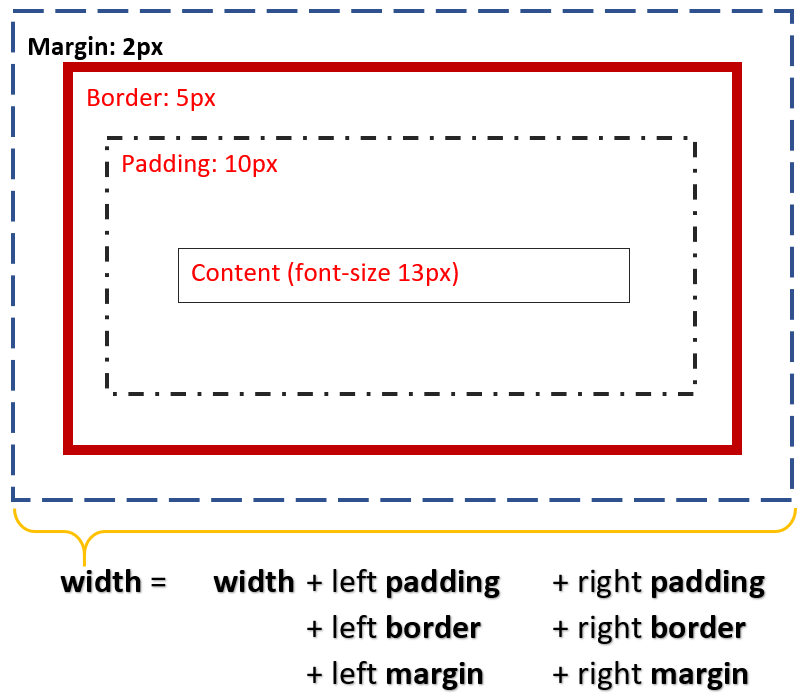 Margin: 2px
Border: 5px
Padding: 10px
Content (font-size 13px)
width = width + left padding + right padding
+ left border + right border
+ left margin + right margin